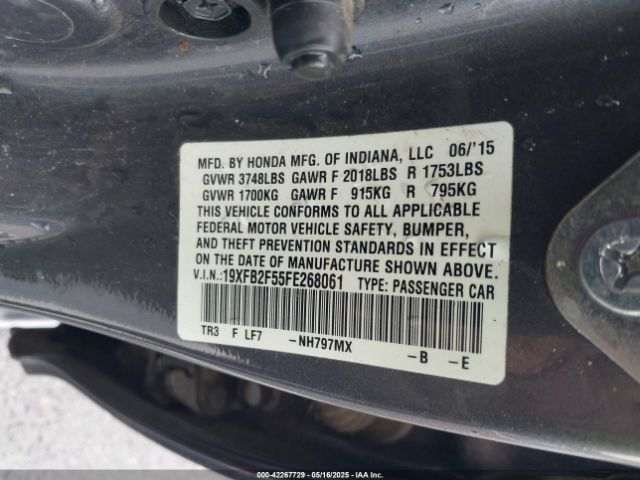 MFD. BY HONDA MFG. OF INDIANA, LLC 06/'15
GVWR 3748LBS GAWR F 2018LBS R 1753LBS
GVWR 1700KG GAWR F 915KG R 795KG
THIS VEHICLE CONFORMS TO ALL APPLICABLE
FEDERAL MOTOR VEHICLE SAFETY, BUMPER,
AND THEFT PREVENTION STANDARDS IN EFFECT
ON THE DATE OF MANUFACTURE SHOWN ABOVE.
V.I.N.:19XFB2F55FE268061 TYPE: PASSENGER CAR
TR3 F LF7 -NH797MX -B -E
000-42267729 - 05/16/2025 - IAA Inc.